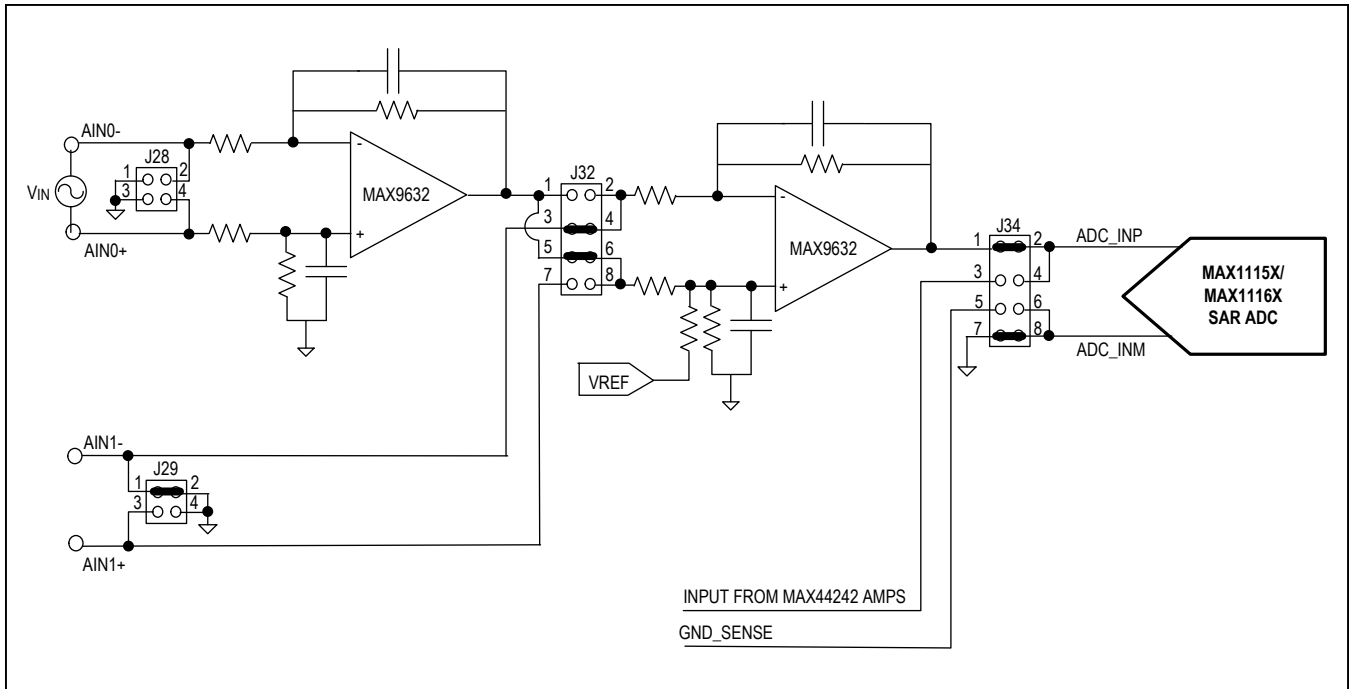 AIN0-
J28
1 2
3 4
VIN
AIN0+
-
+
MAX9632
J32
1 2
3 4
5 6
7 8
-
+
MAX9632
VREF
J34
1 2
3 4
5 6
7 8
ADC_INP
ADC_INM
MAX1115X/
MAX1116X
SAR ADC
AIN1-
J29
1 2
3 4
AIN1+
INPUT FROM MAX44242 AMPS
GND_SENSE